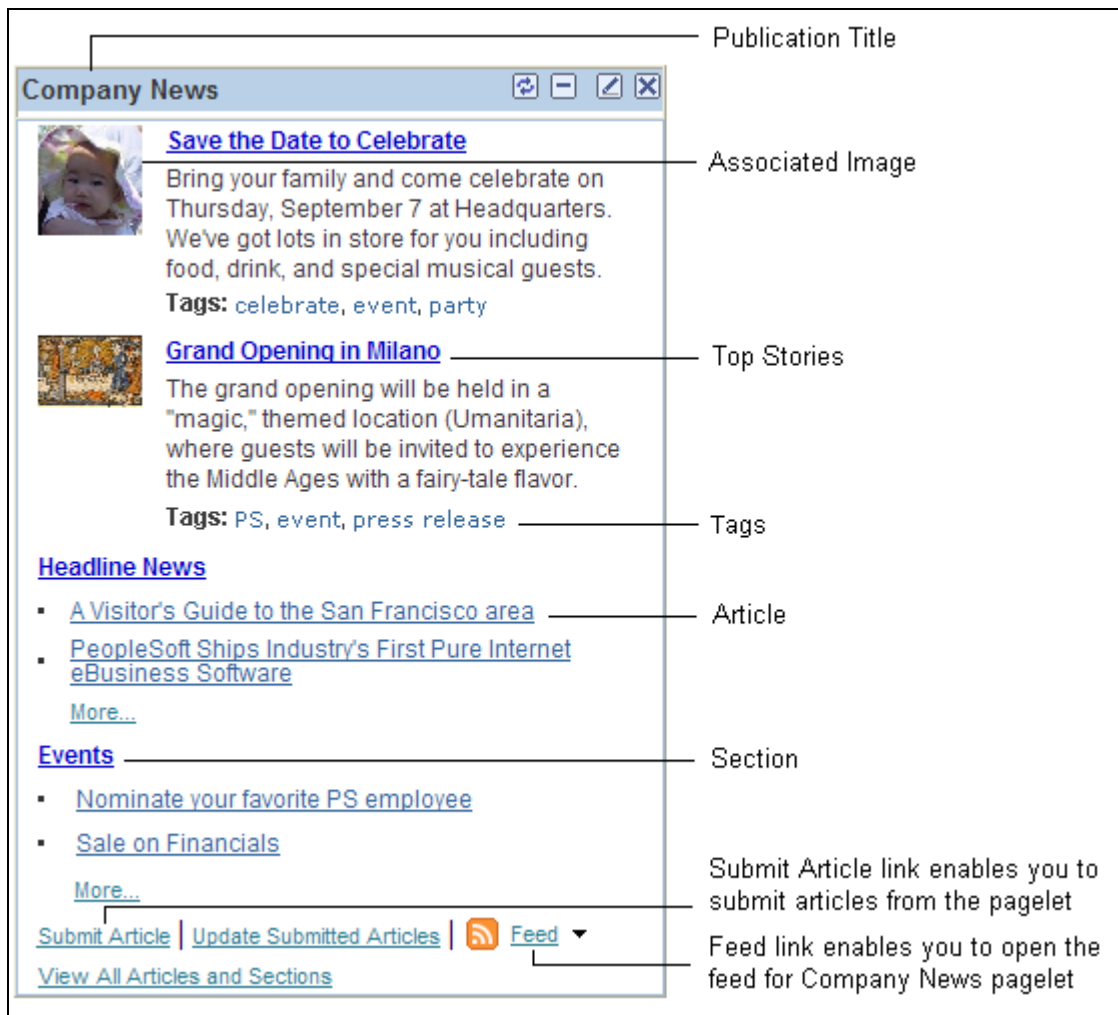 Publication Title
Company News
Save the Date to Celebrate
Associated Image
Bring your family and come celebrate on
Thursday, September 7 at Headquarters.
We've got lots in store for you including
food, drink, and special musical guests.
Tags: celebrate, event, party
Grand Opening in Milano
Top Stories
The grand opening will be held in a
"magic," themed location (Umanitaria),
where guests will be invited to experience
the Middle Ages with a fairy-tale flavor.
Tags: PS, event, press release
Tags
Headline News
A Visitor's Guide to the San Francisco area
Article
PeopleSoft Ships Industry's First Pure Internet
eBusiness Software
More...
Events
Section
Nominate your favorite PS employee
Sale on Financials
More...
Submit Article link enables you to
submit articles from the pagelet
Submit Article | Update Submitted Articles | Feed
Feed link enables you to open the
feed for Company News pagelet
View All Articles and Sections